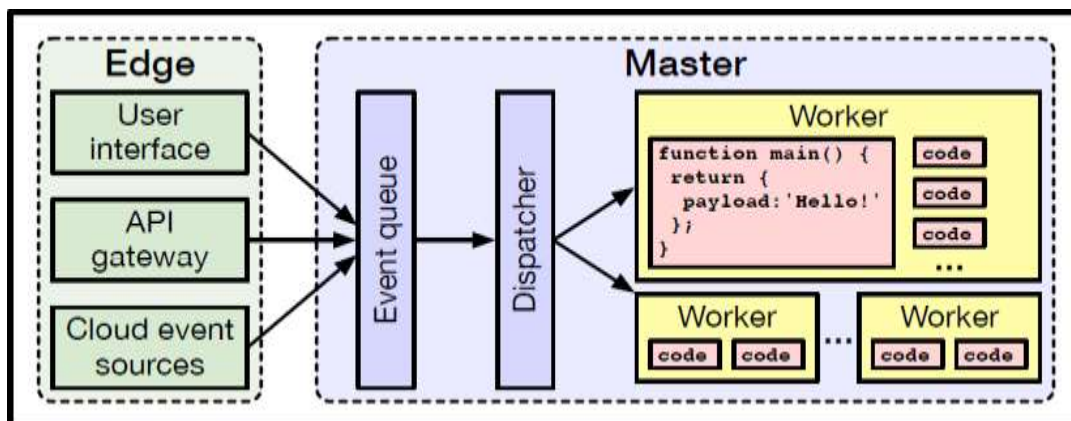 Edge
User
interface
API
gateway
Cloud event
sources
Master
Event queue
Dispatcher
Worker
function main() {
return {
payload:'Hello!'
};
}
code
code
code
...
Worker
code code
...
Worker
code code